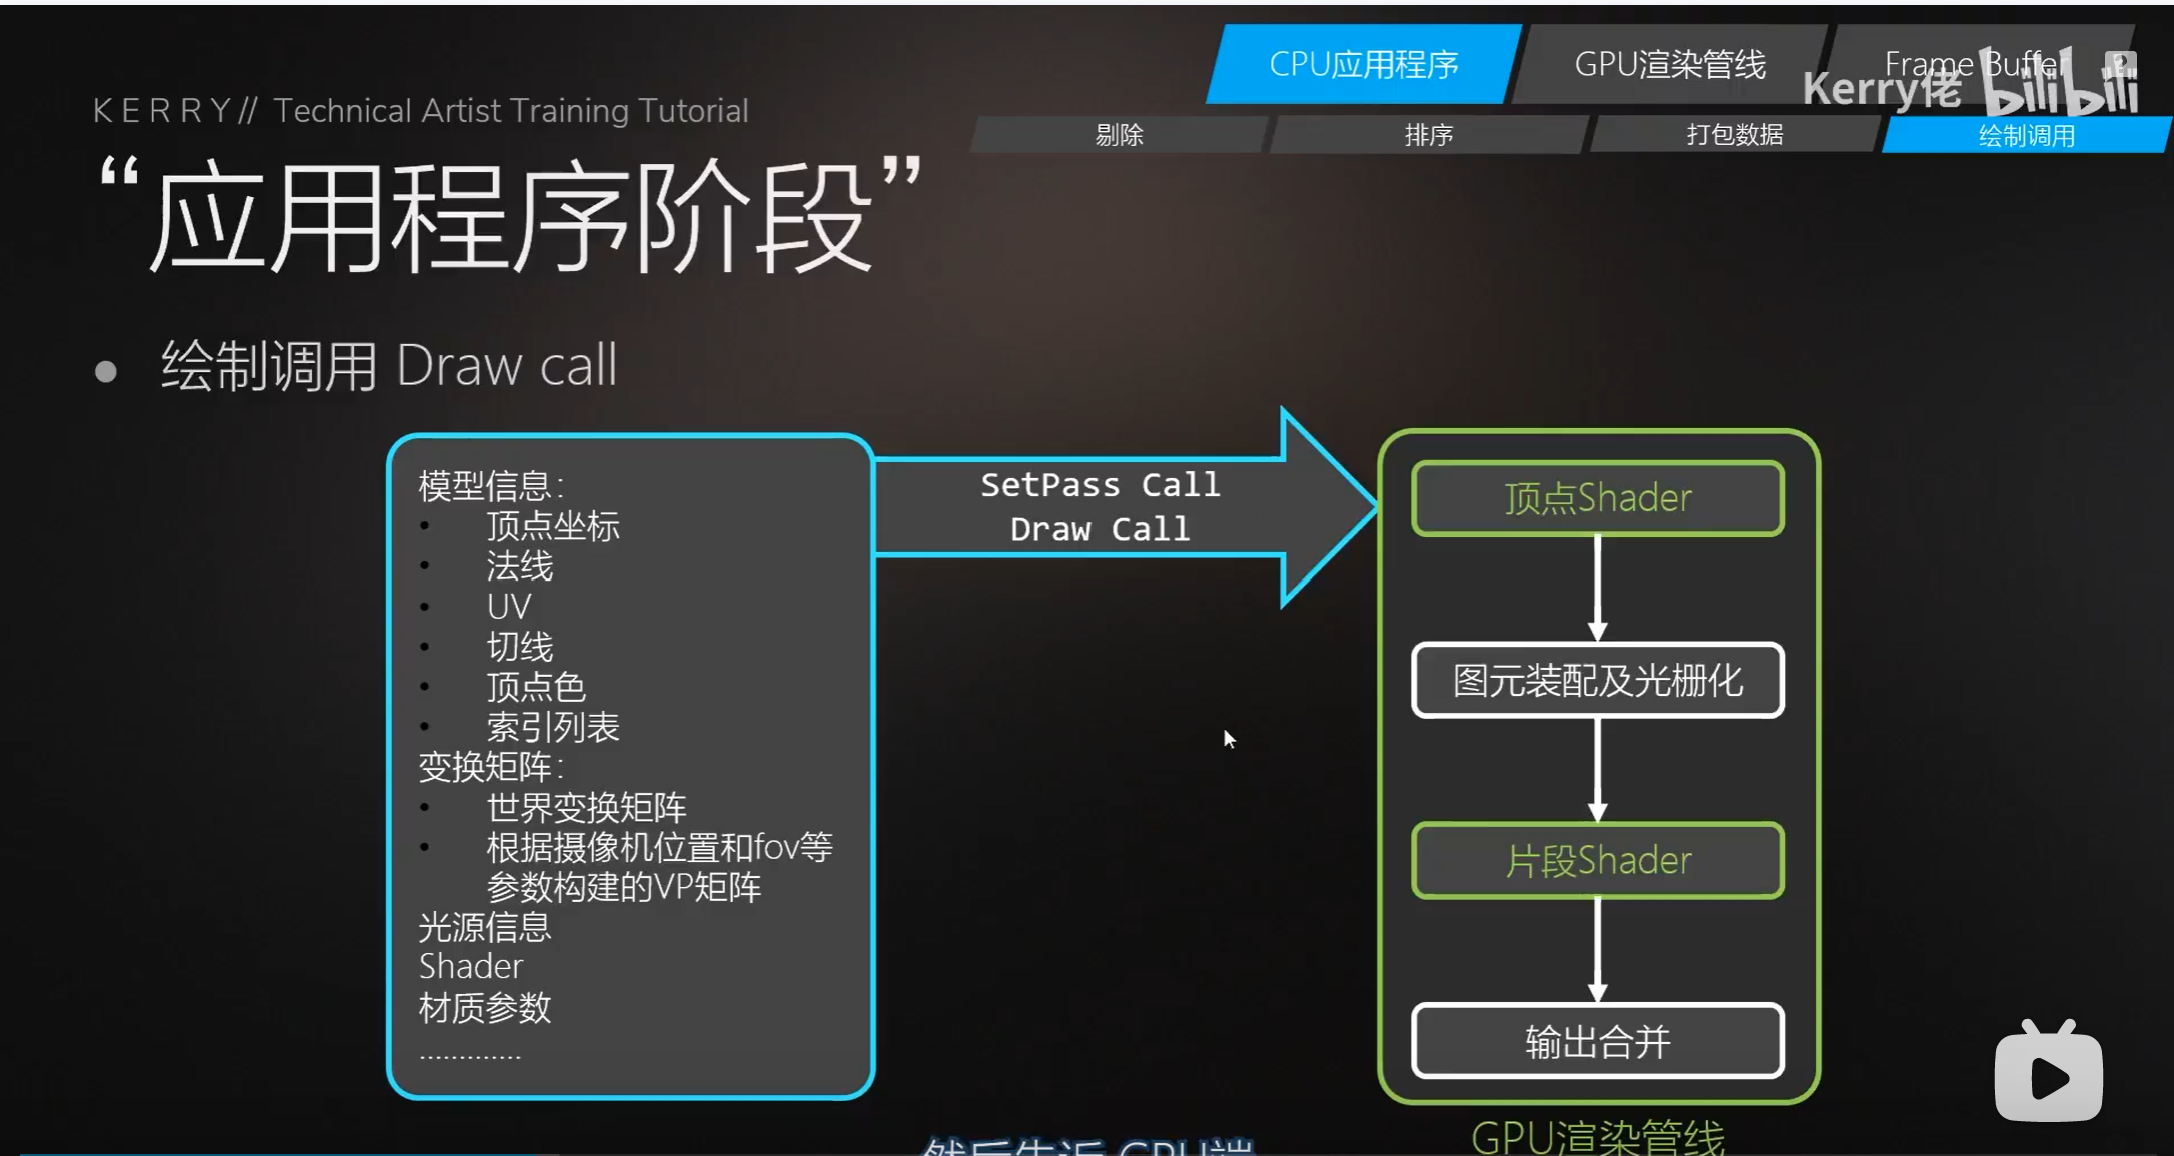 CPU应用程序
GPU渲染管线
Frame Buffer
Kerry佬
bilibili
KERRY// Technical Artist Training Tutorial
剔除
排序
打包数据
绘制调用
“应用程序阶段”
• 绘制调用 Draw call
模型信息:
• 顶点坐标
• 法线
• UV
• 切线
• 顶点色
• 索引列表
变换矩阵:
• 世界变换矩阵
• 根据摄像机位置和fov等
参数构建的VP矩阵
光源信息
Shader
材质参数
.............
SetPass Call
Draw Call
顶点Shader
图元装配及光栅化
片段Shader
输出合并
GPU渲染管线